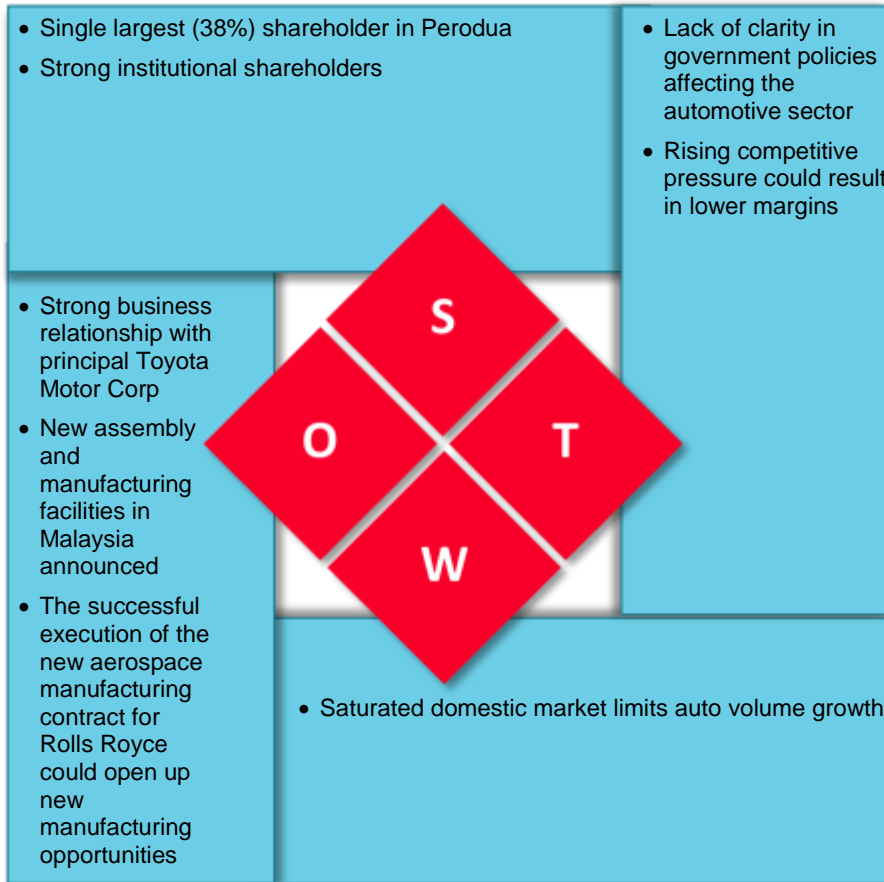 • Single largest (38%) shareholder in Perodua
• Strong institutional shareholders
• Lack of clarity in
government policies
affecting the
automotive sector
• Rising competitive
pressure could result
in lower margins
• Strong business
relationship with
principal Toyota
Motor Corp
• New assembly
and
manufacturing
facilities in
Malaysia
announced
• The successful
execution of the
new aerospace
manufacturing
contract for
Rolls Royce
could open up
new
manufacturing
opportunities
S
O
T
W
• Saturated domestic market limits auto volume growth